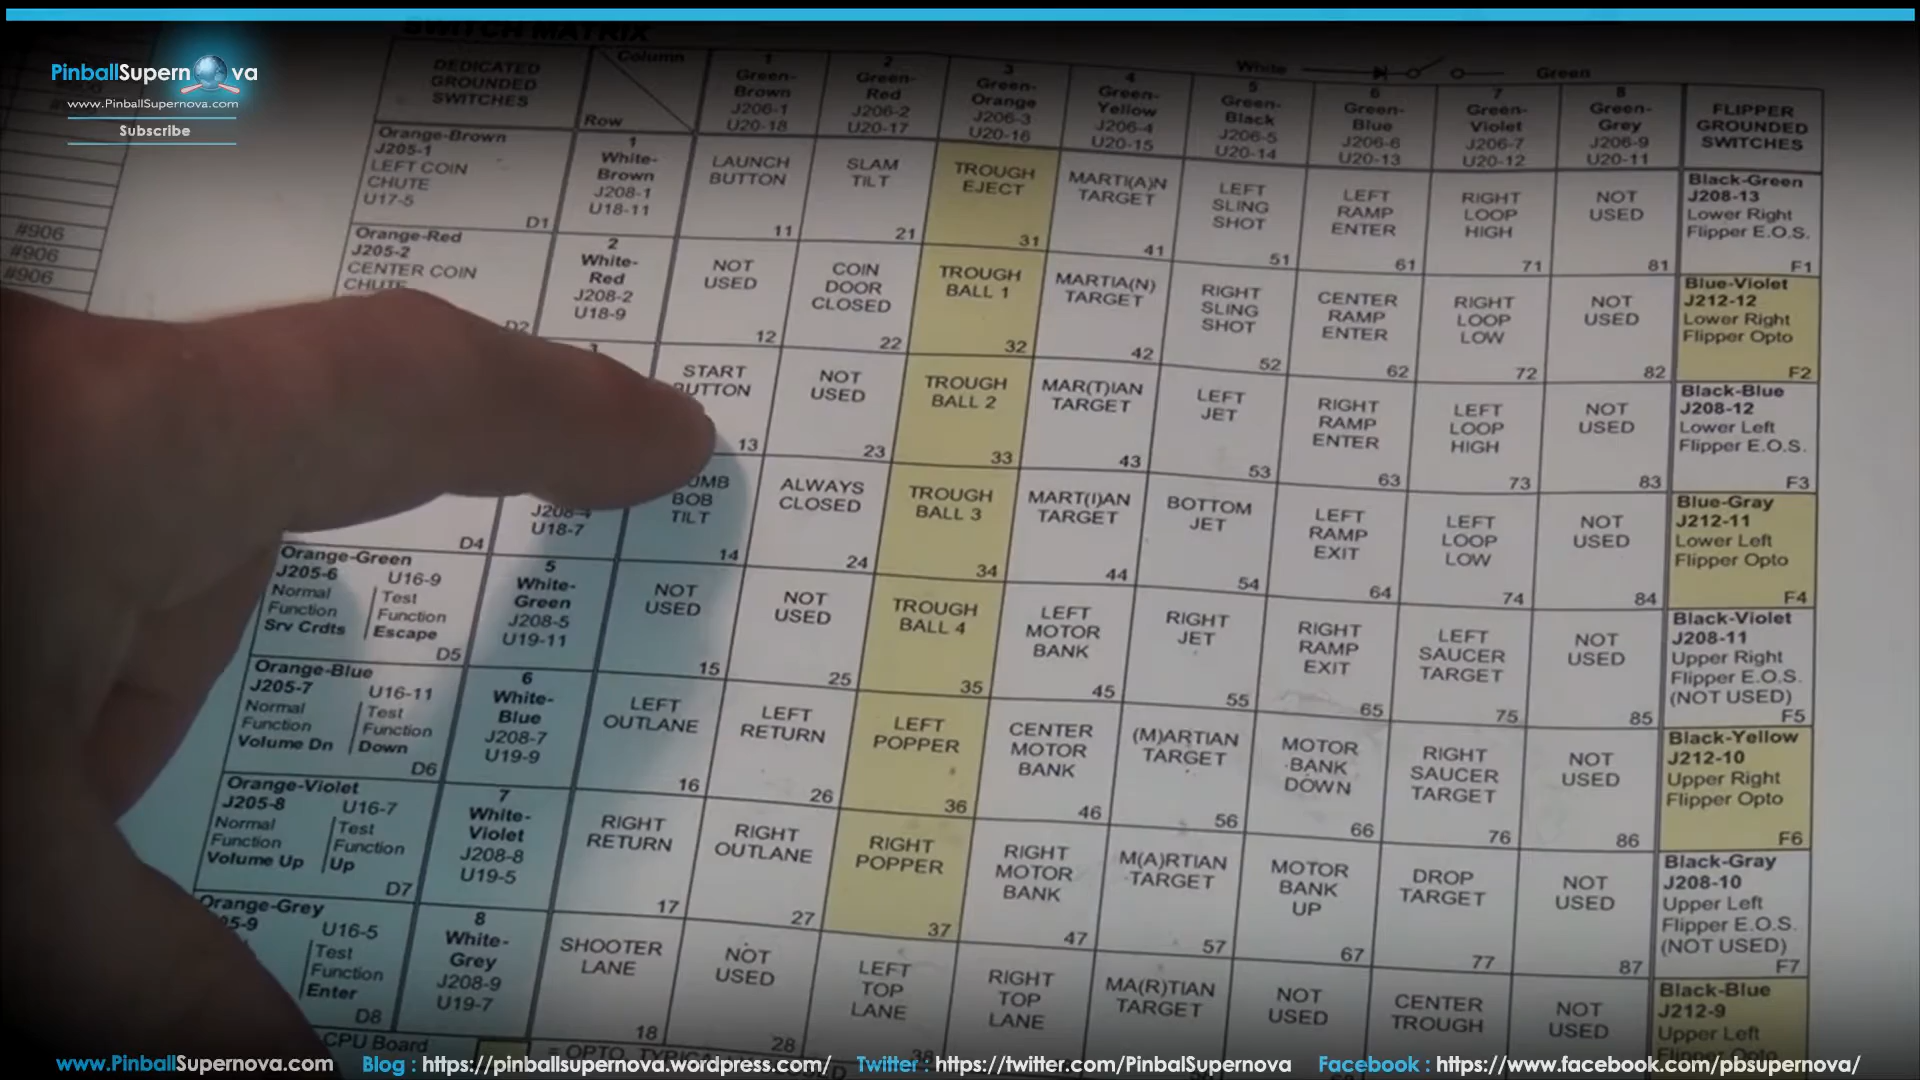 SWITCH MATRIX
PinballSupernova
www.PinballSupernova.com
Subscribe
#906
#906
#906
White
Green
DEDICATED
GROUNDED
SWITCHES
Column
Row
1
Green-
Brown
J206-1
U20-18
2
Green-
Red
J206-2
U20-17
3
Green-
Orange
J206-3
U20-16
4
Green-
Yellow
J206-4
U20-15
5
Green-
Black
J206-5
U20-14
6
Green-
Blue
J206-6
U20-13
7
Green-
Violet
J206-7
U20-12
8
Green-
Grey
J206-9
U20-11
FLIPPER
GROUNDED
SWITCHES
Orange-Brown
J205-1
LEFT COIN
CHUTE
U17-5
D1
1
White-
Brown
J208-1
U18-11
LAUNCH
BUTTON
11
SLAM
TILT
21
TROUGH
EJECT
31
MARTI(A)N
TARGET
41
LEFT
SLING
SHOT
51
LEFT
RAMP
ENTER
61
RIGHT
LOOP
HIGH
71
NOT
USED
81
Black-Green
J208-13
Lower Right
Flipper E.O.S.
F1
Orange-Red
J205-2
CENTER COIN
CHUTE
D2
2
White-
Red
J208-2
U18-9
NOT
USED
12
COIN
DOOR
CLOSED
22
TROUGH
BALL 1
32
MARTIA(N)
TARGET
42
RIGHT
SLING
SHOT
52
CENTER
RAMP
ENTER
62
RIGHT
LOOP
LOW
72
NOT
USED
82
Blue-Violet
J212-12
Lower Right
Flipper Opto
F2
START
BUTTON
13
NOT
USED
23
TROUGH
BALL 2
33
MAR(T)IAN
TARGET
43
LEFT
JET
53
RIGHT
RAMP
ENTER
63
LEFT
LOOP
HIGH
73
NOT
USED
83
Black-Blue
J208-12
Lower Left
Flipper E.O.S.
F3
D4
J208-4
U18-7
UMB
BOB
TILT
14
ALWAYS
CLOSED
24
TROUGH
BALL 3
34
MART(I)AN
TARGET
44
BOTTOM
JET
54
LEFT
RAMP
EXIT
64
LEFT
LOOP
LOW
74
NOT
USED
84
Blue-Gray
J212-11
Lower Left
Flipper Opto
F4
Orange-Green
J205-6 U16-9
Normal Test
Function Function
Srv Crdts Escape
D5
5
White-
Green
J208-5
U19-11
NOT
USED
15
NOT
USED
25
TROUGH
BALL 4
35
LEFT
MOTOR
BANK
45
RIGHT
JET
55
RIGHT
RAMP
EXIT
65
LEFT
SAUCER
TARGET
75
NOT
USED
85
Black-Violet
J208-11
Upper Right
Flipper E.O.S.
(NOT USED)
F5
Orange-Blue
J205-7 U16-11
Normal Test
Function Function
Volume Dn Down
D6
6
White-
Blue
J208-7
U19-9
LEFT
OUTLANE
16
LEFT
RETURN
26
LEFT
POPPER
36
CENTER
MOTOR
BANK
46
(M)ARTIAN
TARGET
56
MOTOR
BANK
DOWN
66
RIGHT
SAUCER
TARGET
76
NOT
USED
86
Black-Yellow
J212-10
Upper Right
Flipper Opto
F6
Orange-Violet
J205-8 U16-7
Normal Test
Function Function
Volume Up Up
D7
7
White-
Violet
J208-8
U19-5
RIGHT
RETURN
17
RIGHT
OUTLANE
27
RIGHT
POPPER
37
RIGHT
MOTOR
BANK
47
M(A)RTIAN
TARGET
57
MOTOR
BANK
UP
67
DROP
TARGET
77
NOT
USED
87
Black-Gray
J208-10
Upper Left
Flipper E.O.S.
(NOT USED)
F7
Orange-Grey
05-9 U16-5
Test
Function
Enter
D8
8
White-
Grey
J208-9
U19-7
SHOOTER
LANE
18
NOT
USED
28
LEFT
TOP
LANE
38
RIGHT
TOP
LANE
MA(R)TIAN
TARGET
NOT
USED
CENTER
TROUGH
NOT
USED
Black-Blue
J212-9
Upper Left
Flipper Opto
CPU Board
= OPTO, TYPICAL
www.PinballSupernova.com Blog : https://pinballsupernova.wordpress.com/ Twitter : https://twitter.com/PinbalSupernova Facebook : https://www.facebook.com/pbsupernova/